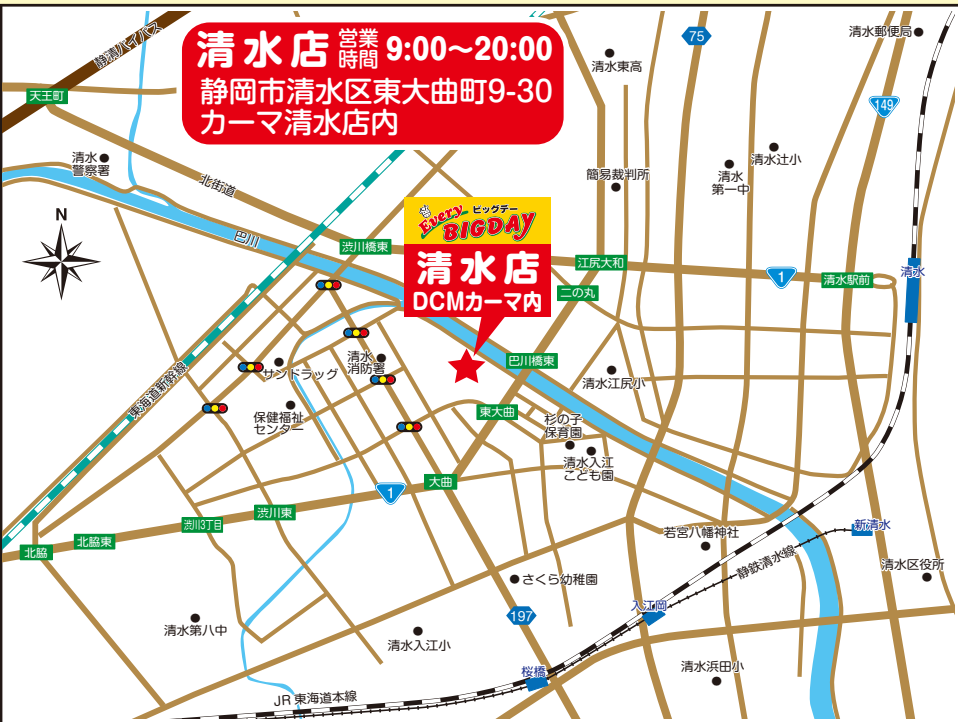 清水店 営業時間 9:00〜20:00
静岡市清水区東大曲町9-30
カーマ清水店内
静清バイパス
天王町
75
清水郵便局
清水東高
149
清水
警察署
北街道
簡易裁判所
清水
第一中
清水辻小
N
巴川
渋川橋東
Every ビッグデー
BIGDAY
清水店
DCMカーマ内
江尻大和
1
清水駅前
清水
二の丸
東海道新幹線
サンドラッグ
清水
消防署
巴川橋東
清水江尻小
保健福祉
センター
東大曲
杉の子
保育園
清水入江
こども園
大曲
1
渋川東
渋川3丁目
北脇東
北脇
若宮八幡神社
新清水
静鉄清水線
清水区役所
さくら幼稚園
197
入江岡
清水第八中
清水入江小
桜橋
清水浜田小
JR 東海道本線